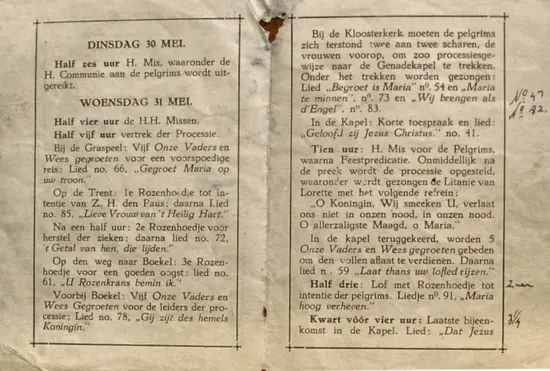 DINSDAG 30 MEI.
Half zes uur H. Mis, waaronder de
H. Communie aan de pelgrims wordt uit-
gereikt.
WOENSDAG 31 MEI.
Half vier uur de H.H. Missen.
Half vijf uur vertrek der Processie.
Bij de Graspeel: Vijf Onze Vaders en
Wees gegroeten voor een voorspoedige
reis: Lied no. 66, „Gegroet Maria op
uw troon."
Op de Trent: 1e Rozenhoedje tot in-
tentie van Z. H. den Paus; daarna Lied
no. 85, „Lieve Vrouw van 't Heilig Hart."
Na een half uur: 2e Rozenhoedje voor
herstel der zieken; daarna lied no. 72,
„'t Getal van hen, die lijden."
Op den weg naar Boekel: 3e Rozen-
hoedje voor een goeden oogst: lied no.
61, „U Rozenkrans bemin ik."
Voorbij Boekel: Vijf Onze Vaders en
Wees Gegroeten voor de leiders der pro-
cessie; Lied no. 78, „Gij zijt des hemels
Koningin."
Bij de Kloosterkerk moeten de pelgrims
zich terstond twee aan twee scharen, de
vrouwen voorop, om zoo processiesge-
wijze naar de Genadekapel te trekken.
Onder het trekken worden gezongen:
Lied „Begroet is Maria" nº. 54 en „Maria
te minnen", nº. 73 en „Wij brengen als
d'Engel". nº. 83.
No 47
No 82.
In de Kapel: Korte toespraak en lied:
„Geloofd zij Jezus Christus." no. 41.
Tien uur: H. Mis voor de Pelgrims,
waarna Feestpredicatie. Onmiddellijk na
de preek wordt de processie opgesteld,
waaronder wordt gezongen de Litanie van
Lorette met het volgende refrein:
„O Koningin, Wij smeeken U, verlaat
ons niet in onzen nood, in onzen nood.
O allerzaligste Maagd, o Maria."
In de kapel teruggekeerd, worden 5
Onze Vaders en Wees gegroeten gebeden
om den vollen aflaat te verdienen. Daarna
lied n . 59 „Laat thans uw lofied rijzen."
Half drie: Lof met Rozenhoedje tot
intentie der pelgrims. Liedje nº. 91, „Maria
hoog verheven."
Kwart vóór vier uur: Laatste bijeen-
komst in de Kapel. Lied: „Dat Jezus